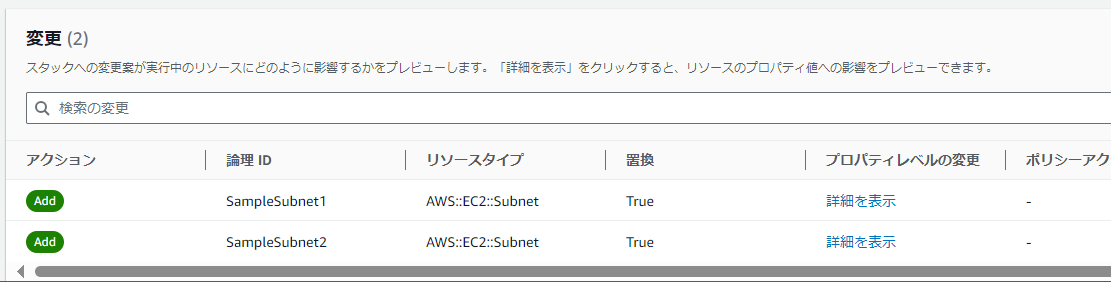 変更 (2)
スタックへの変更案が実行中のリソースにどのように影響するかをプレビューします。「詳細を表示」をクリックすると、リソースのプロパティ値への影響をプレビューできます。
検索の変更
アクション 論理 ID リソースタイプ 置換 プロパティレベルの変更 ポリシーアク
Add SampleSubnet1 AWS::EC2::Subnet True 詳細を表示 -
Add SampleSubnet2 AWS::EC2::Subnet True 詳細を表示 -